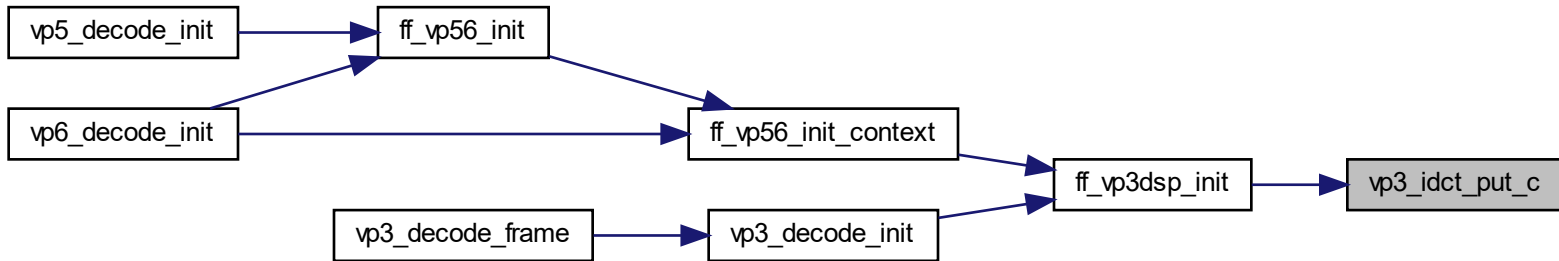 vp5_decode_init
ff_vp56_init
vp6_decode_init
ff_vp56_init_context
ff_vp3dsp_init
vp3_idct_put_c
vp3_decode_frame
vp3_decode_init